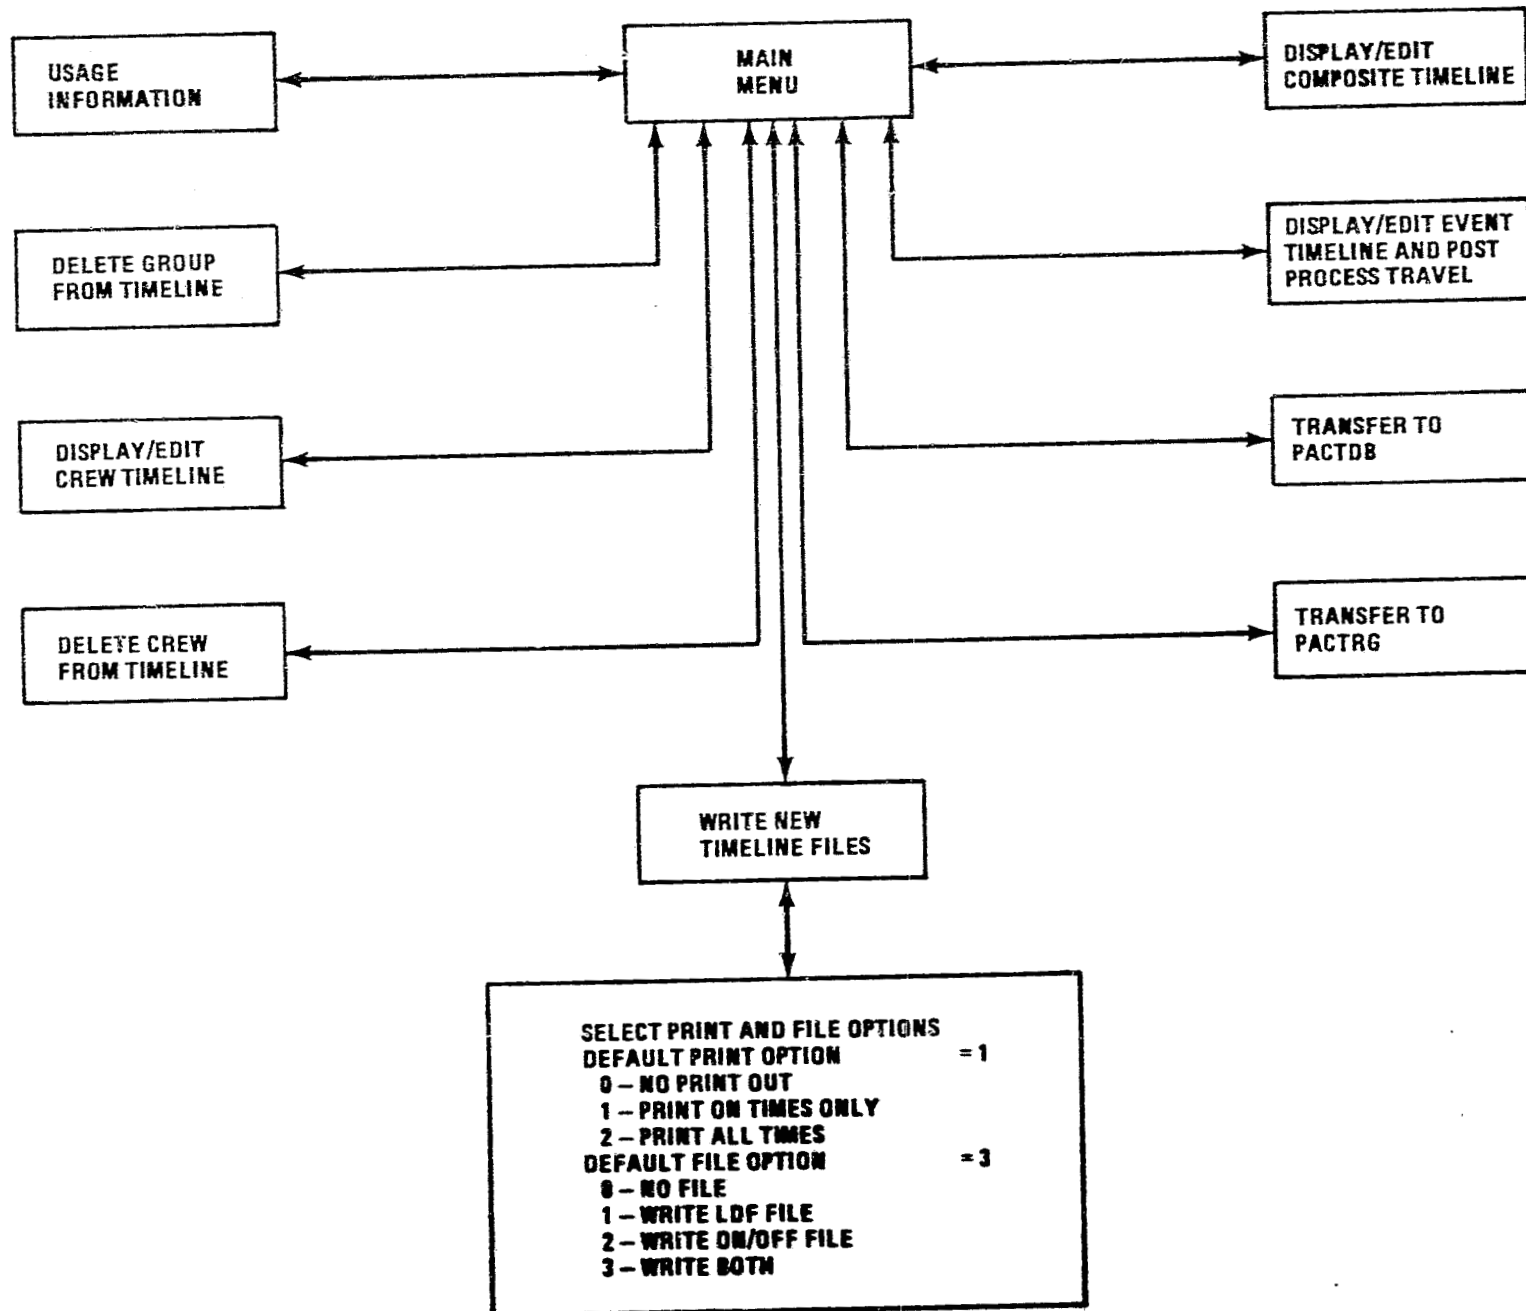 USAGE
INFORMATION
MAIN
MENU
DISPLAY/EDIT
COMPOSITE TIMELINE
DELETE GROUP
FROM TIMELINE
DISPLAY/EDIT EVENT
TIMELINE AND POST
PROCESS TRAVEL
DISPLAY/EDIT
CREW TIMELINE
TRANSFER TO
PACTDB
DELETE CREW
FROM TIMELINE
TRANSFER TO
PACTRG
WRITE NEW
TIMELINE FILES
SELECT PRINT AND FILE OPTIONS
DEFAULT PRINT OPTION = 1
0 – NO PRINT OUT
1 – PRINT ON TIMES ONLY
2 – PRINT ALL TIMES
DEFAULT FILE OPTION = 3
0 – NO FILE
1 – WRITE LDF FILE
2 – WRITE ON/OFF FILE
3 – WRITE BOTH